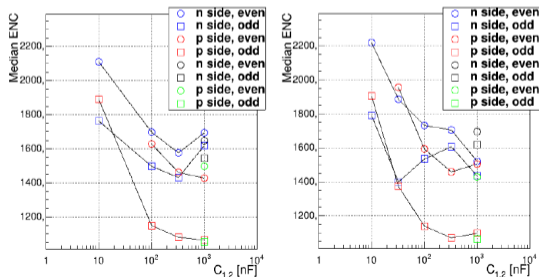 Median ENC
2200
2000
1800
1600
1400
1200
1
10
10²
10³
10⁴
C₁,₂ [nF]
n side, even
n side, odd
p side, even
p side, odd
n side, even
n side, odd
p side, even
p side, odd
Median ENC
2200
2000
1800
1600
1400
1200
1
10
10²
10³
10⁴
C₁,₂ [nF]
n side, even
n side, odd
p side, even
p side, odd
n side, even
n side, odd
p side, even
p side, odd